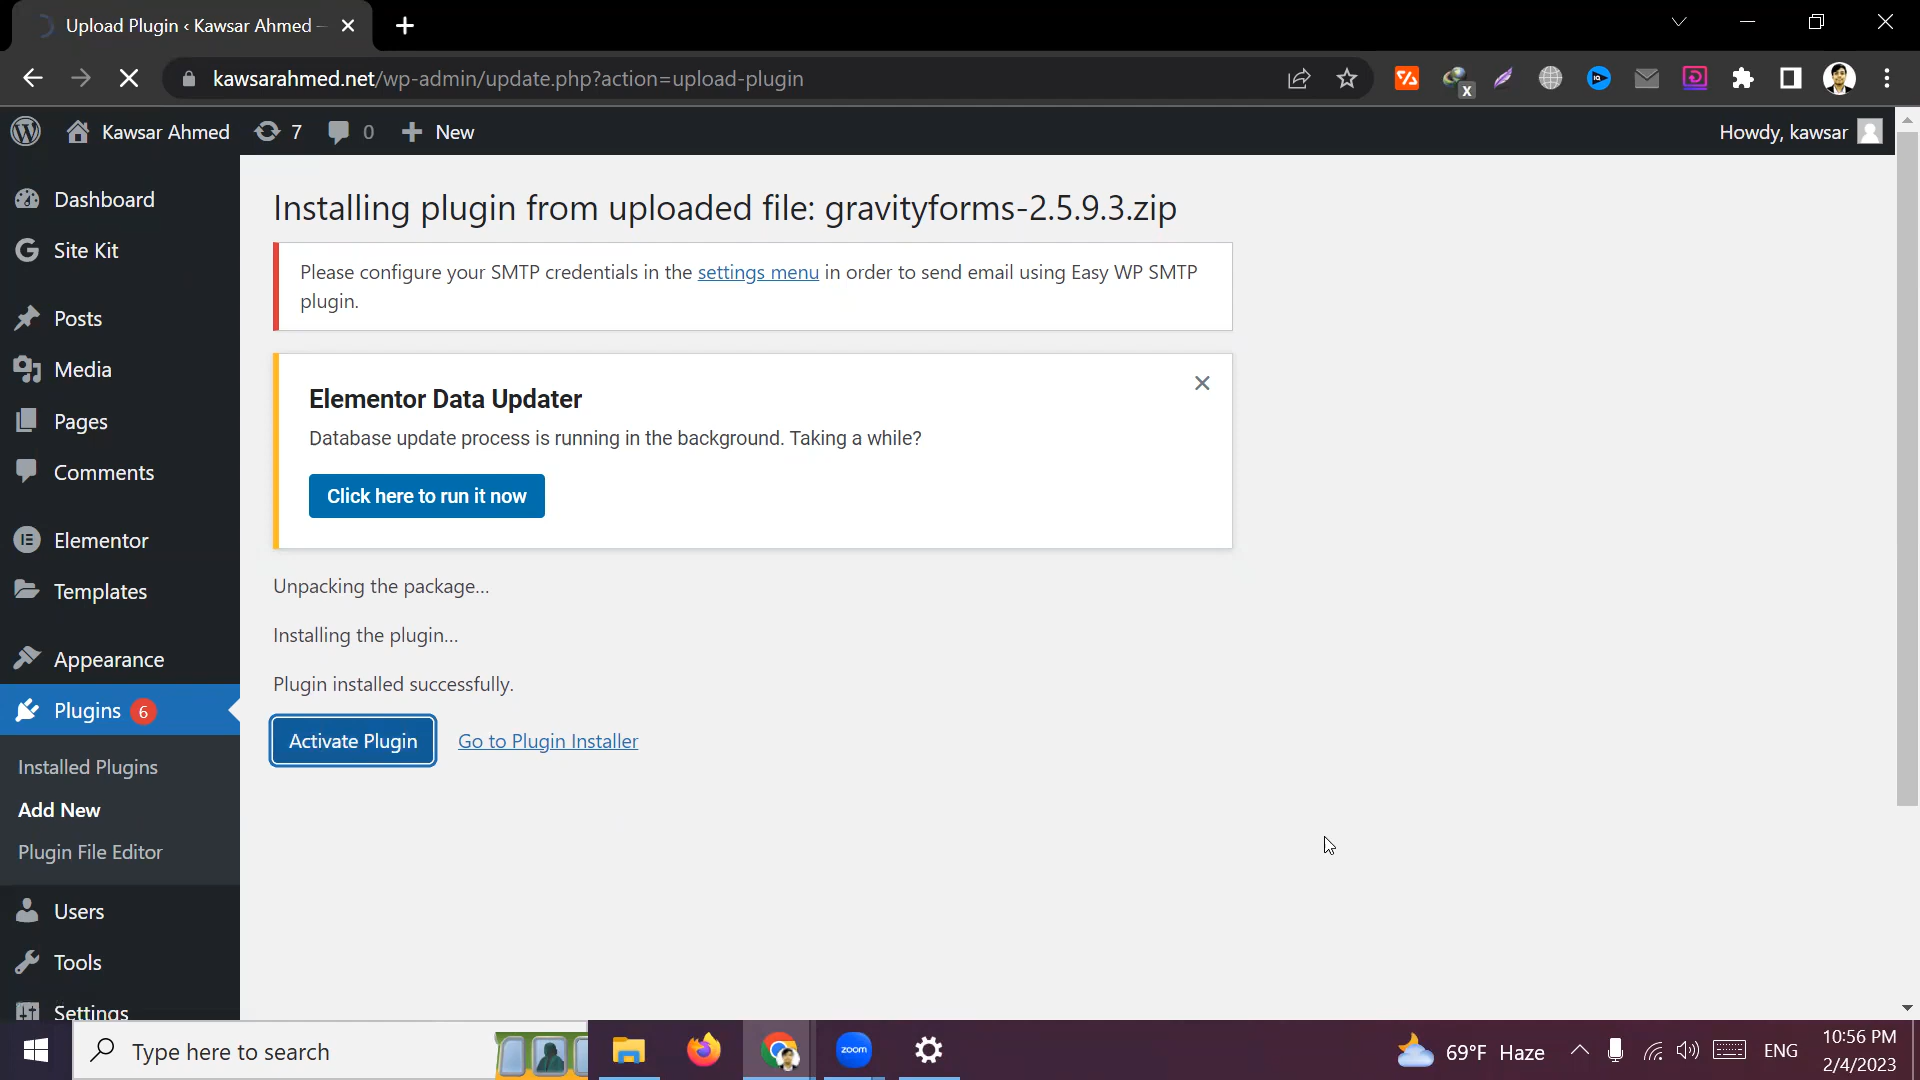 Upload Plugin ‹ Kawsar Ahmed –
kawsarahmed.net/wp-admin/update.php?action=upload-plugin
Kawsar Ahmed
7
0
New
Howdy, kawsar
Dashboard
Site Kit
Posts
Media
Pages
Comments
Elementor
Templates
Appearance
Plugins 6
Installed Plugins
Add New
Plugin File Editor
Users
Tools
Settings
Installing plugin from uploaded file: gravityforms-2.5.9.3.zip
Please configure your SMTP credentials in the settings menu in order to send email using Easy WP SMTP
plugin.
Elementor Data Updater
Database update process is running in the background. Taking a while?
Click here to run it now
Unpacking the package…
Installing the plugin…
Plugin installed successfully.
Activate Plugin
Go to Plugin Installer
Type here to search
zoom
69°F Haze
ENG
10:56 PM
2/4/2023